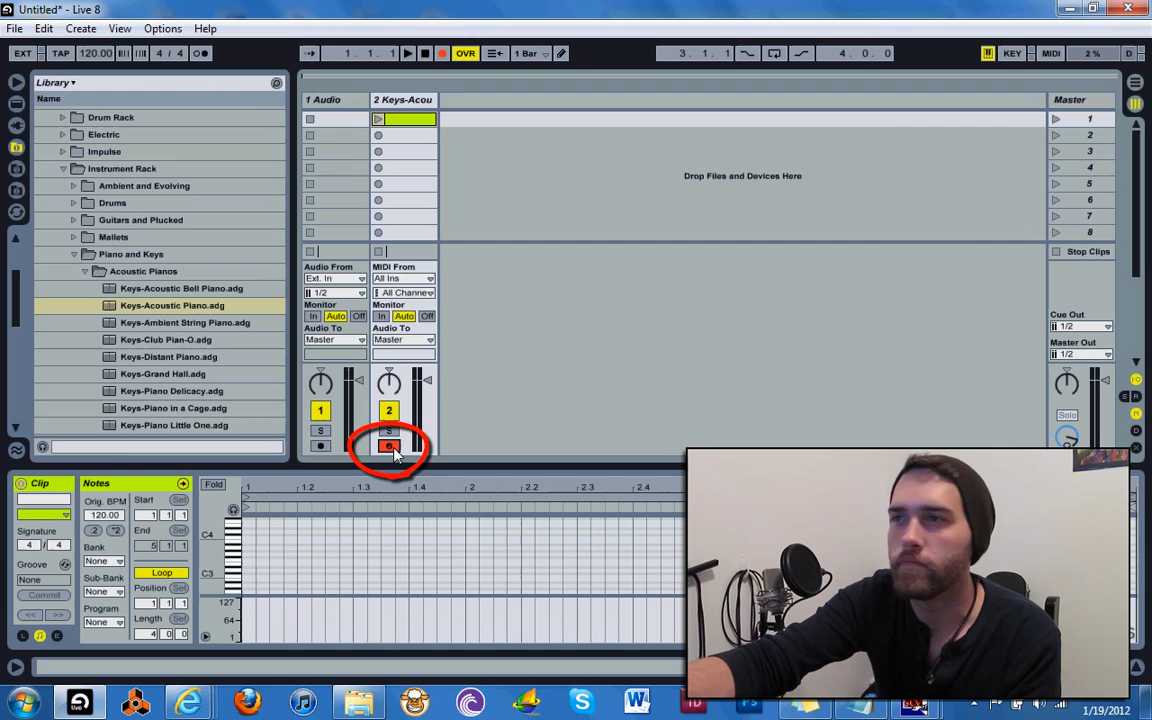 Untitled* - Live 8
File Edit Create View Options Help
EXT TAP 120.00 4 / 4 1. 1. 1 OVR 1 Bar 3. 1. 1 4. 0. 0 KEY MIDI 2 % D
Library
Name
Drum Rack
Electric
Impulse
Instrument Rack
Ambient and Evolving
Drums
Guitars and Plucked
Mallets
Piano and Keys
Acoustic Pianos
Keys-Acoustic Bell Piano.adg
Keys-Acoustic Piano.adg
Keys-Ambient String Piano.adg
Keys-Club Pian-O.adg
Keys-Distant Piano.adg
Keys-Grand Hall.adg
Keys-Piano Delicacy.adg
Keys-Piano in a Cage.adg
Keys-Piano Little One.adg
1 Audio 2 Keys-Acou Master
1
2
3
4
5
6
7
8
Drop Files and Devices Here
Stop Clips
Audio From MIDI From
Ext. In All Ins
1/2 All Channe
Monitor Monitor
In Auto Off In Auto Off
Audio To Audio To
Master Master
Cue Out
1/2
Master Out
1/2
1 2
S S
Solo
S R
M
D
Clip
Signature
4 / 4
Groove
None
Commit
<< >>
L E
Notes
Orig. BPM
120.00
:2 *2
Bank
None
Sub-Bank
None
Program
None
Start Set
1 1 1
End Set
5 1 1
Loop
Position Set
1 1 1
Length
4 0 0
Fold
1 1.2 1.3 1.4 2 2.2 2.3 2.4
C4
C3
127
64
1
live
W
1/19/2012